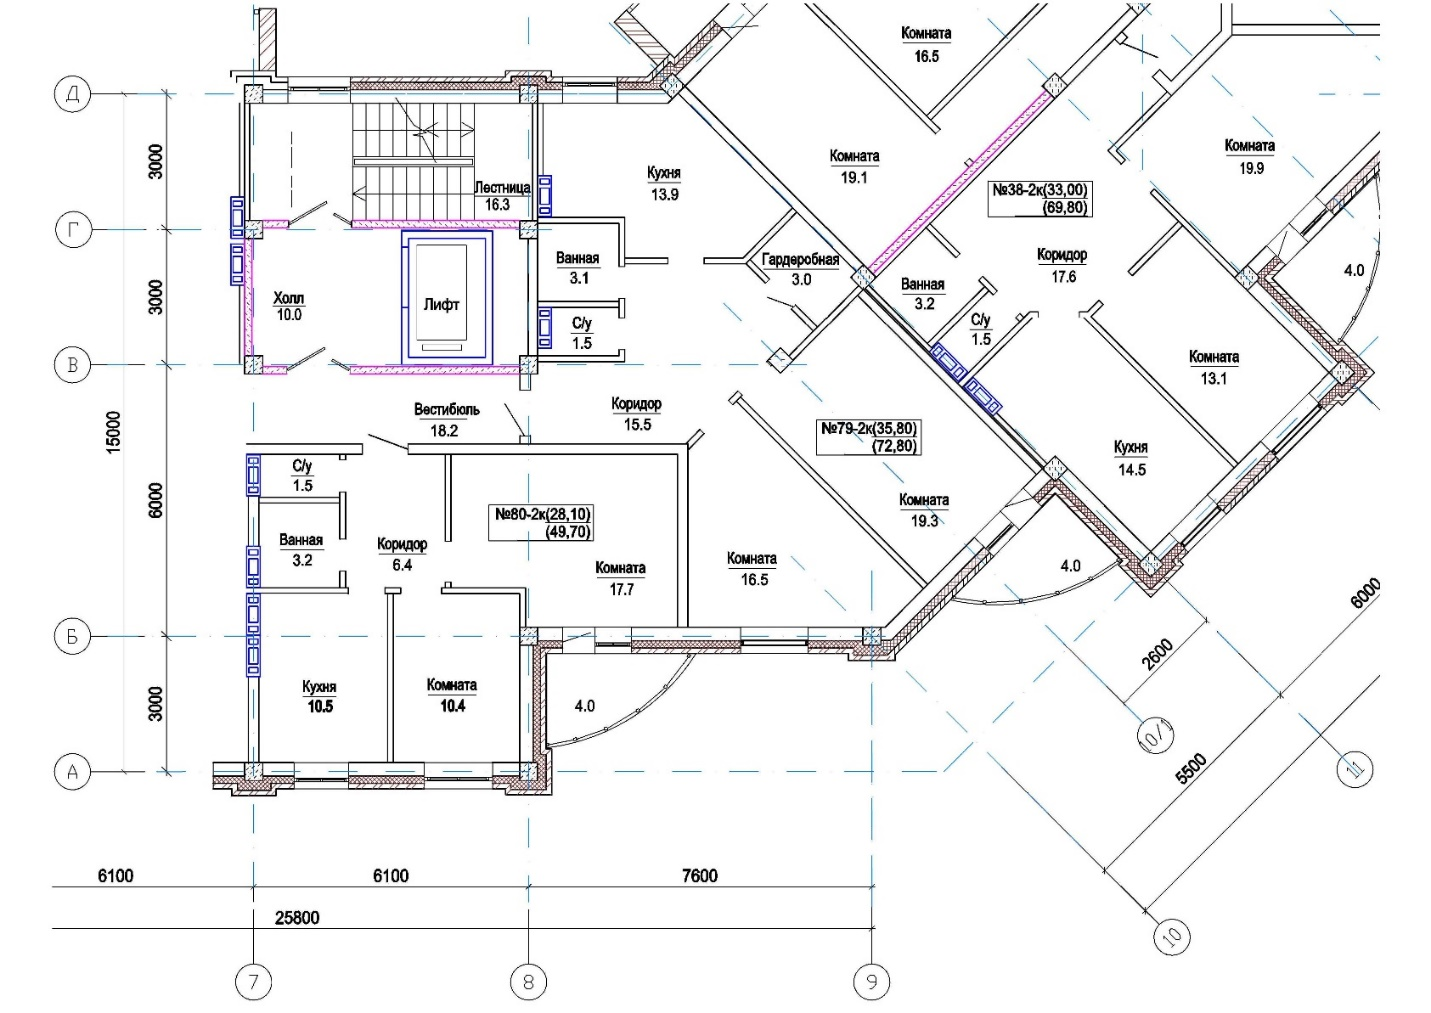 Комната
16.5
Д
3000
Кухня
13.9
Комната
19.1
Комната
19.9
Лестница
16.3
№38-2к(33,00)
(69,80)
Г
Ванная
3.1
Гардеробная
3.0
Ванная
3.2
Коридор
17.6
4.0
3000
Холл
10.0
Лифт
С/у
1.5
С/у
1.5
В
Комната
13.1
15000
Вестибюль
18.2
Коридор
15.5
№79-2к(35,80)
(72,80)
Кухня
14.5
С/у
1.5
6000
№80-2к(28,10)
(49,70)
Комната
19.3
Ванная
3.2
Коридор
6.4
Комната
17.7
Комната
16.5
4.0
6000
Б
2600
3000
Кухня
10.5
Комната
10.4
4.0
10/1
А
5500
11
6100
6100
7600
25800
10
7
8
9